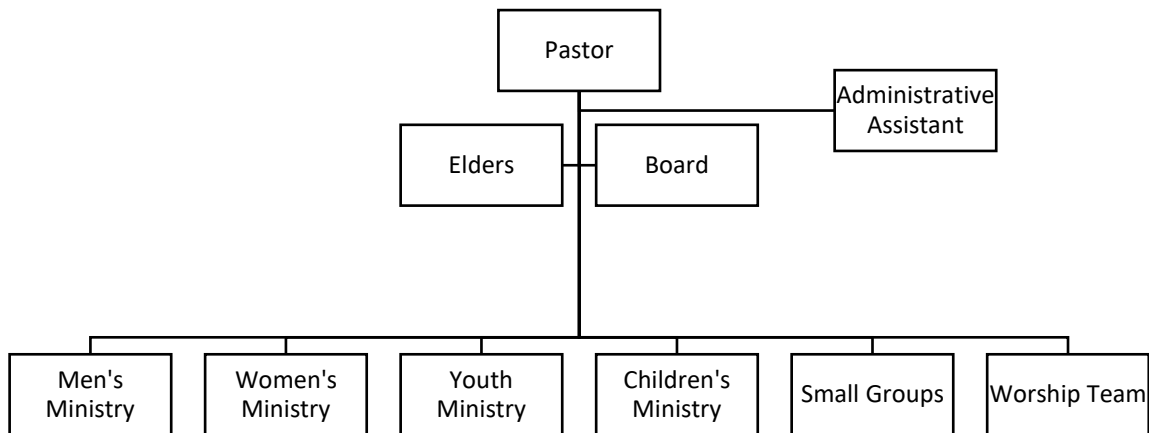 Pastor
Administrative
Assistant
Elders
Board
Men's
Ministry
Women's
Ministry
Youth
Ministry
Children's
Ministry
Small Groups
Worship Team